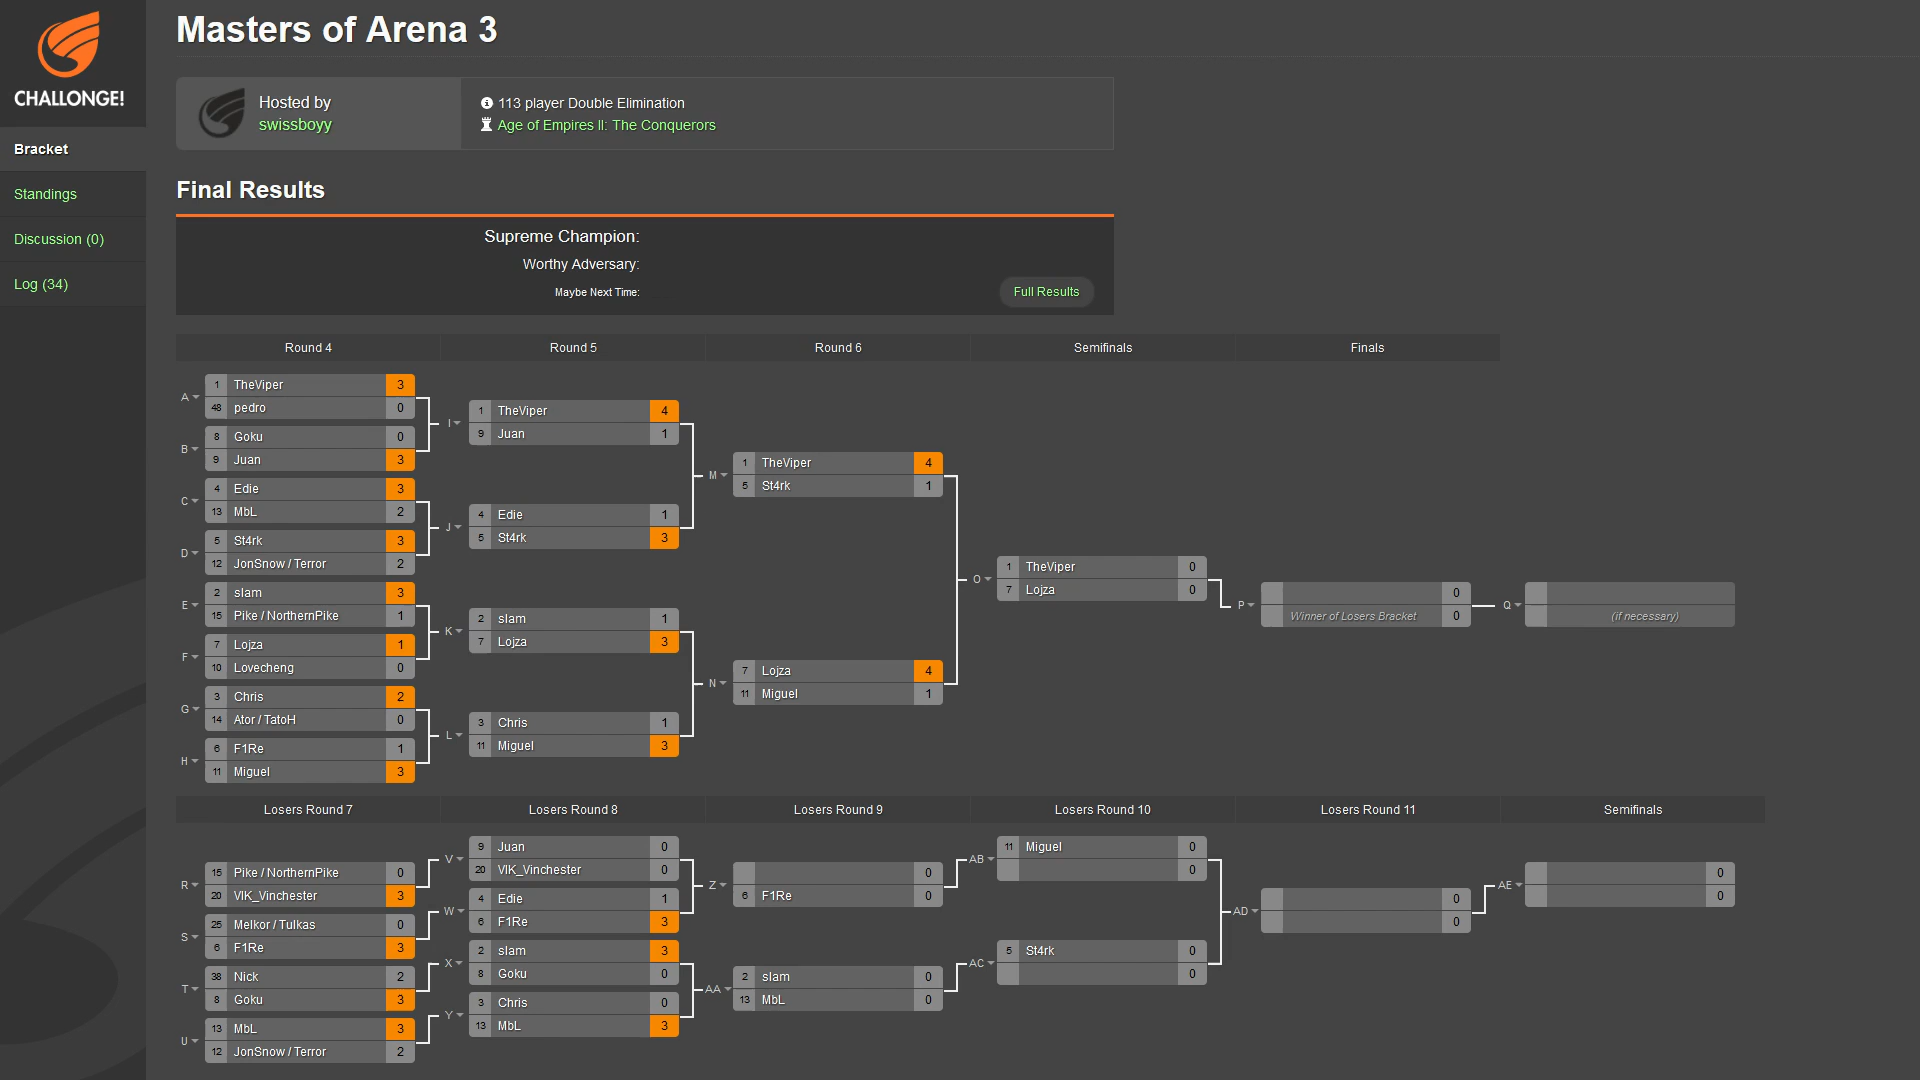 Masters of Arena 3
CHALLONGE!
Hosted by
swissboyy
113 player Double Elimination
Age of Empires II: The Conquerors
Bracket
Standings
Discussion (0)
Log (34)
Final Results
Supreme Champion:
Worthy Adversary:
Maybe Next Time:
Full Results
Round 4 Round 5 Round 6 Semifinals Finals
A
1 TheViper 3
48 pedro 0
B
8 Goku 0
9 Juan 3
C
4 Edie 3
13 MbL 2
D
5 St4rk 3
12 JonSnow / Terror 2
E
2 slam 3
15 Pike / NorthernPike 1
F
7 Lojza 1
10 Lovecheng 0
G
3 Chris 2
14 Ator / TatoH 0
H
6 F1Re 1
11 Miguel 3
I
1 TheViper 4
9 Juan 1
J
4 Edie 1
5 St4rk 3
K
2 slam 1
7 Lojza 3
L
3 Chris 1
11 Miguel 3
M
1 TheViper 4
5 St4rk 1
N
7 Lojza 4
11 Miguel 1
O
1 TheViper 0
7 Lojza 0
P
0
Winner of Losers Bracket 0
Q
(if necessary)
Losers Round 7 Losers Round 8 Losers Round 9 Losers Round 10 Losers Round 11 Semifinals
R
15 Pike / NorthernPike 0
20 VIK_Vinchester 3
S
25 Melkor / Tulkas 0
6 F1Re 3
T
38 Nick 2
8 Goku 3
U
13 MbL 3
12 JonSnow / Terror 2
V
9 Juan 0
20 VIK_Vinchester 0
W
4 Edie 1
6 F1Re 3
X
2 slam 3
8 Goku 0
Y
3 Chris 0
13 MbL 3
Z
0
6 F1Re 0
AA
2 slam 0
13 MbL 0
AB
11 Miguel 0
0
AC
5 St4rk 0
0
AD
0
0
AE
0
0